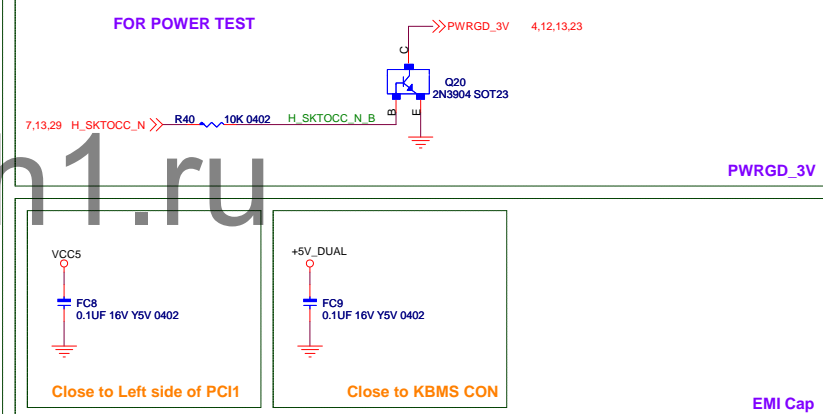 FOR POWER TEST
PWRGD_3V 4,12,13,23
C
Q20
2N3904 SOT23
B
E
7,13,29 H_SKTOCC_N R40 10K 0402 H_SKTOCC_N_B
n1.ru
PWRGD_3V
VCC5
FC8
0.1UF 16V Y5V 0402
Close to Left side of PCI1
+5V_DUAL
FC9
0.1UF 16V Y5V 0402
Close to KBMS CON
EMI Cap